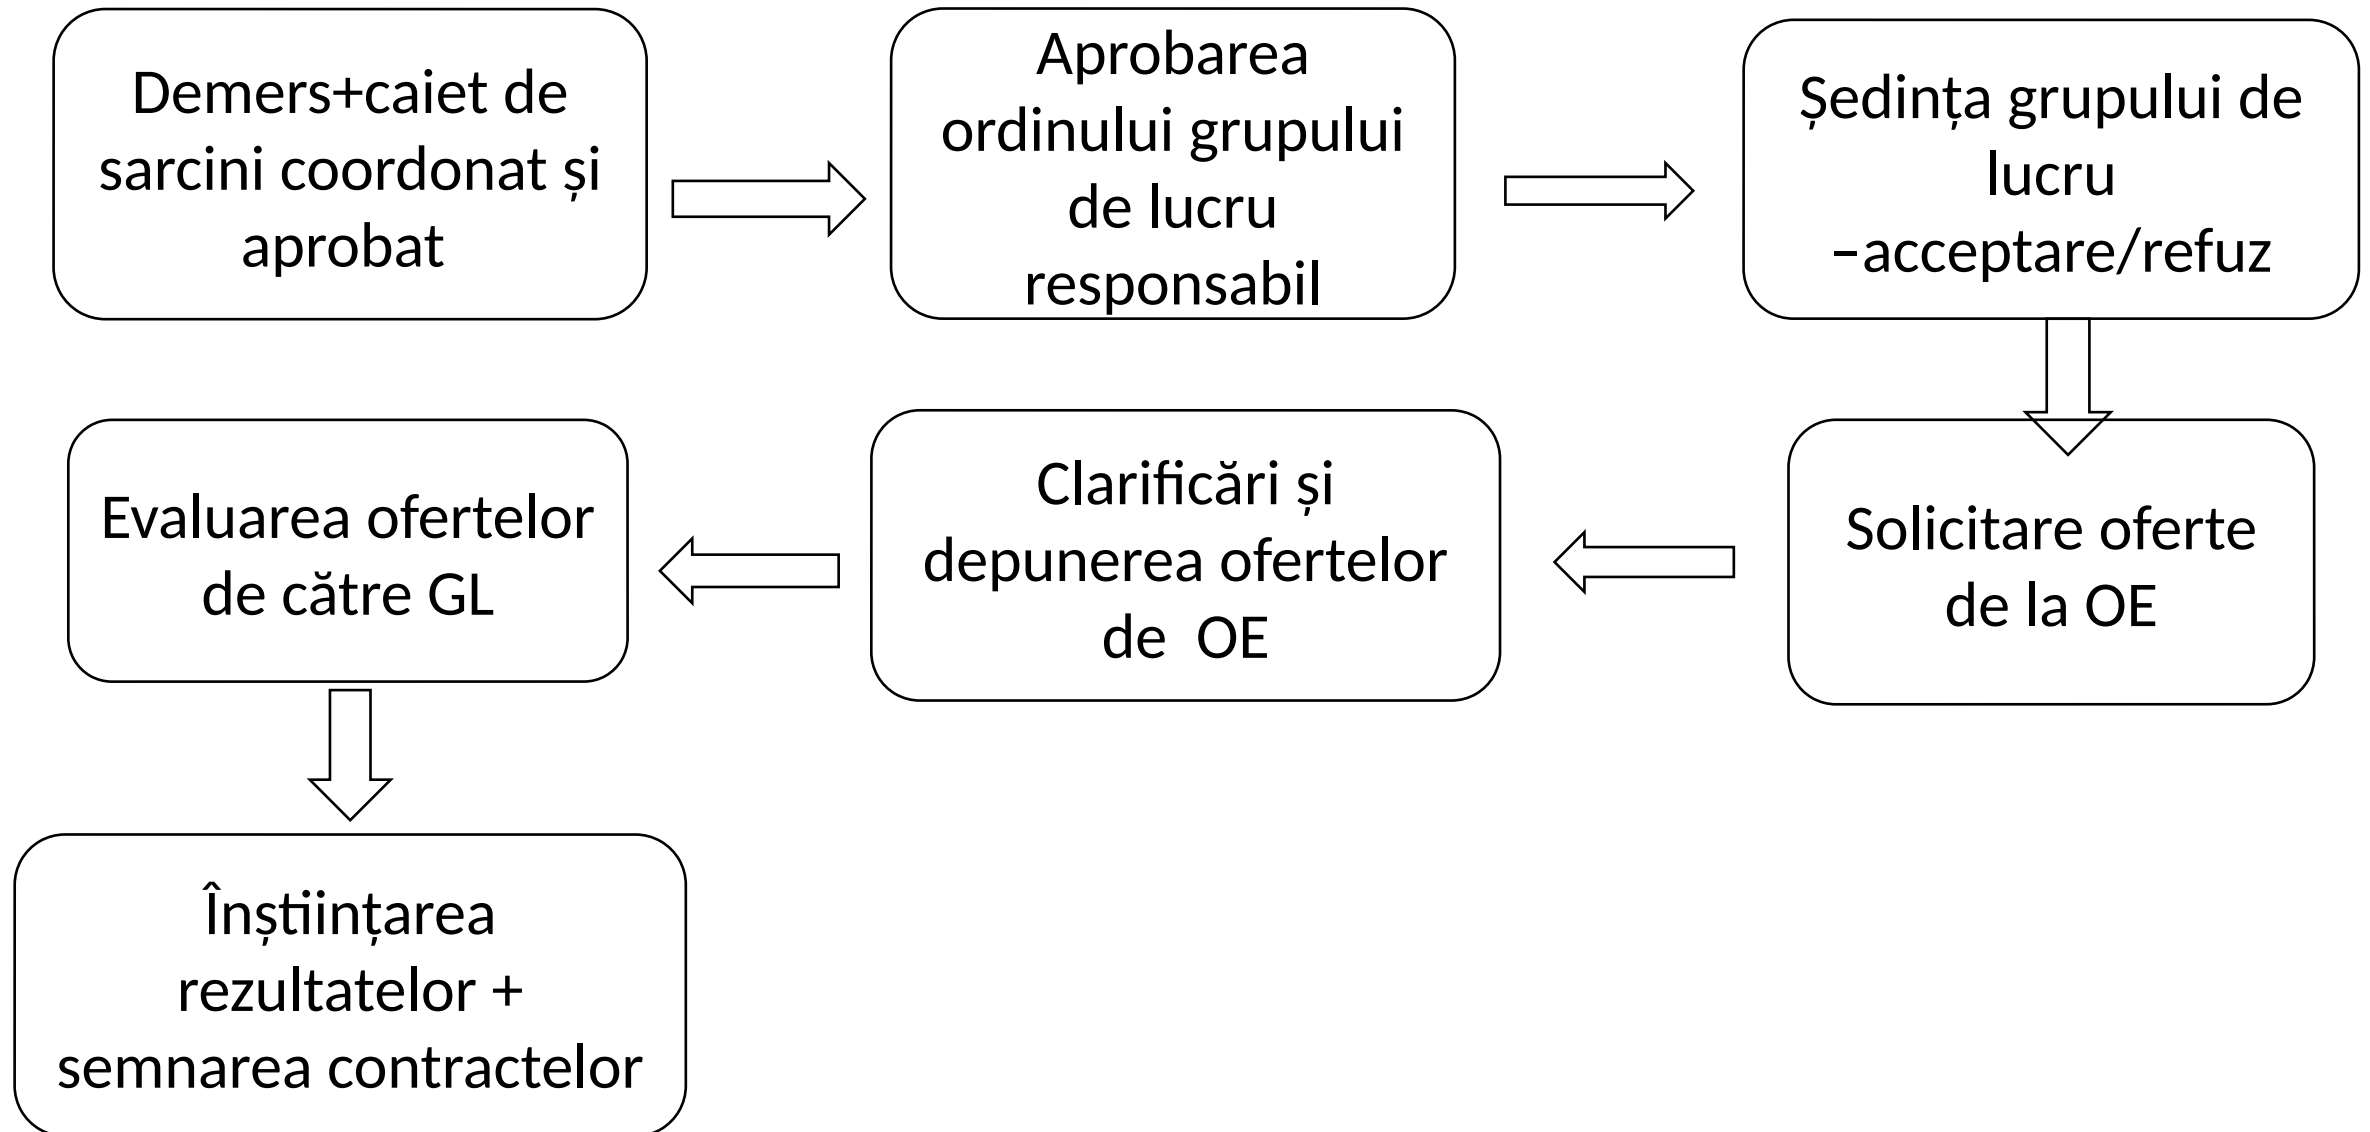 Demers+caiet de
sarcini coordonat și
aprobat
Aprobarea
ordinului grupului
de lucru
responsabil
Ședința grupului de
lucru
–acceptare/refuz
Solicitare oferte
de la OE
Clarificări și
depunerea ofertelor
de  OE
Evaluarea ofertelor
de către GL
Înștiințarea
rezultatelor +
semnarea contractelor